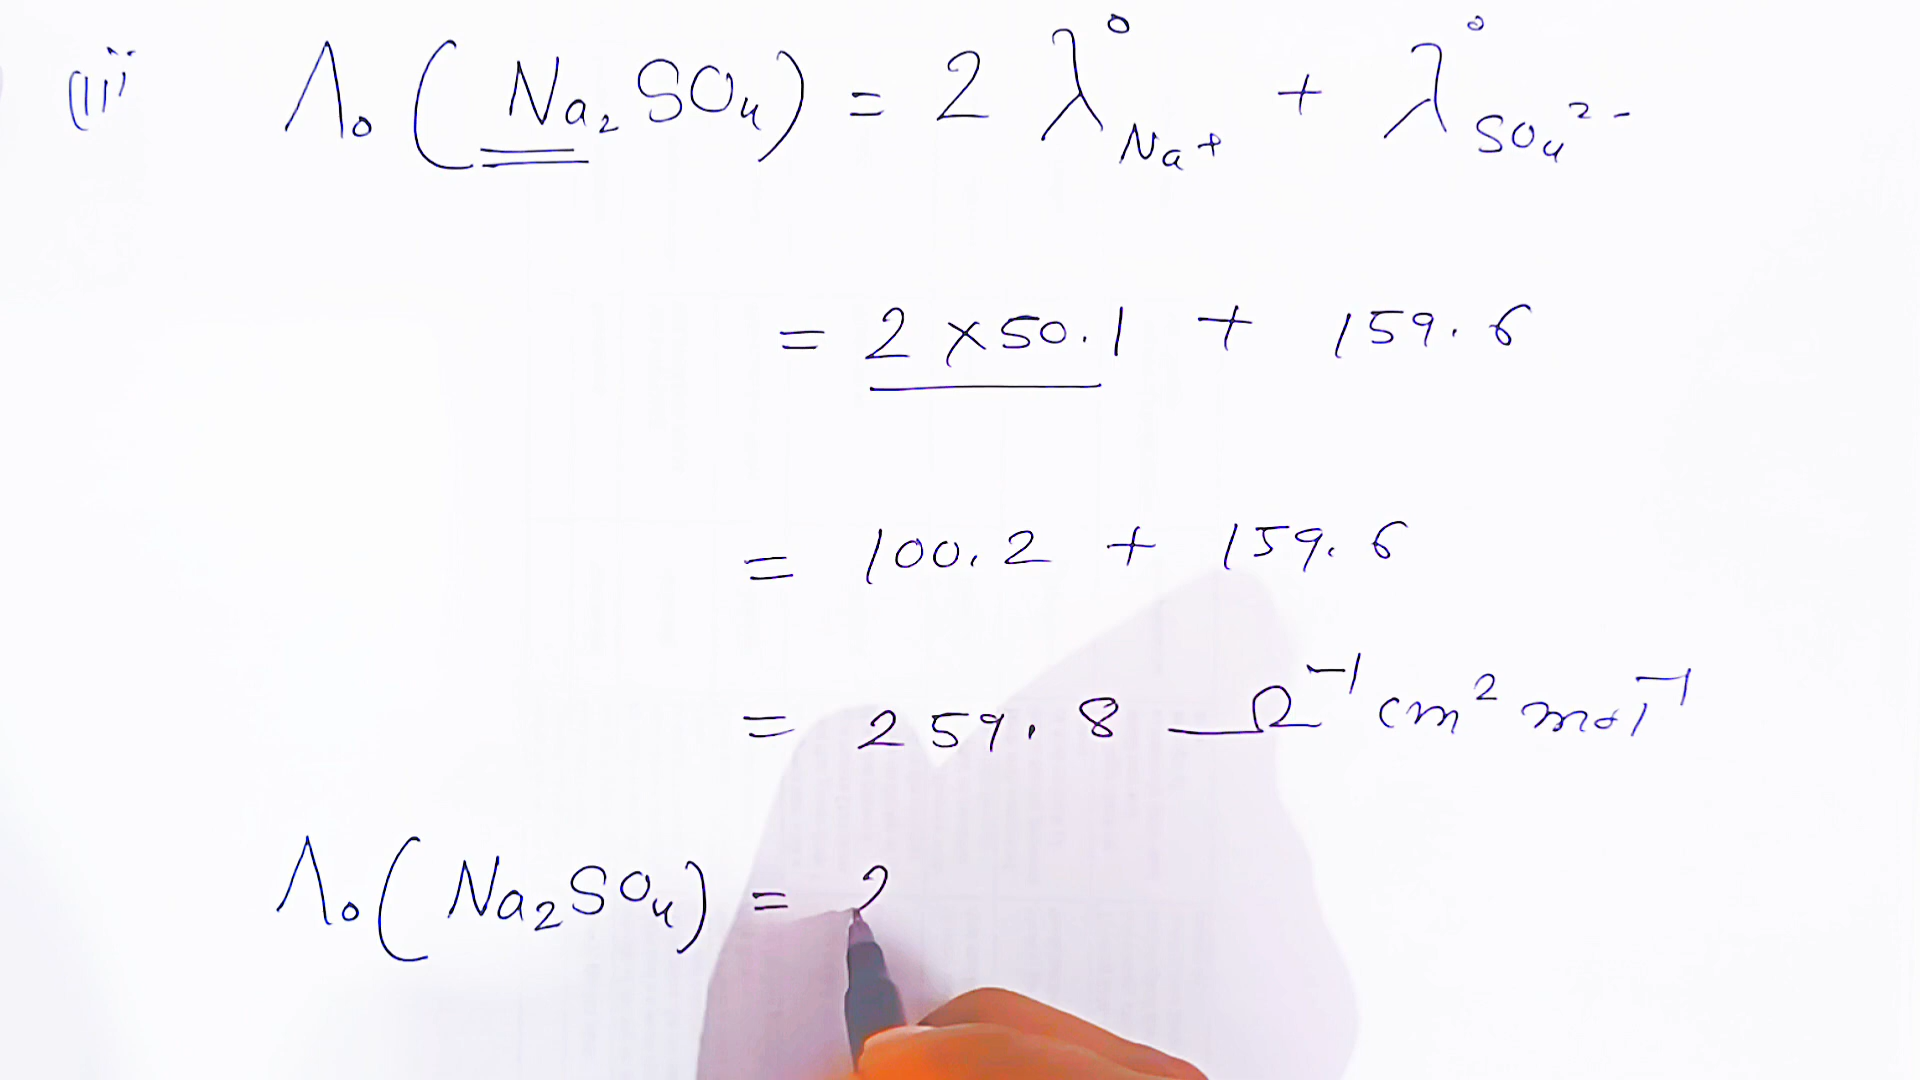 (ii) Λ₀(Na₂SO₄) = 2 λ°Na+ + λ°SO₄²⁻
= 2 × 50.1 + 159.6
= 100.2 + 159.6
= 259.8 Ω⁻¹ cm² mol⁻¹
Λ₀(Na₂SO₄) = 2